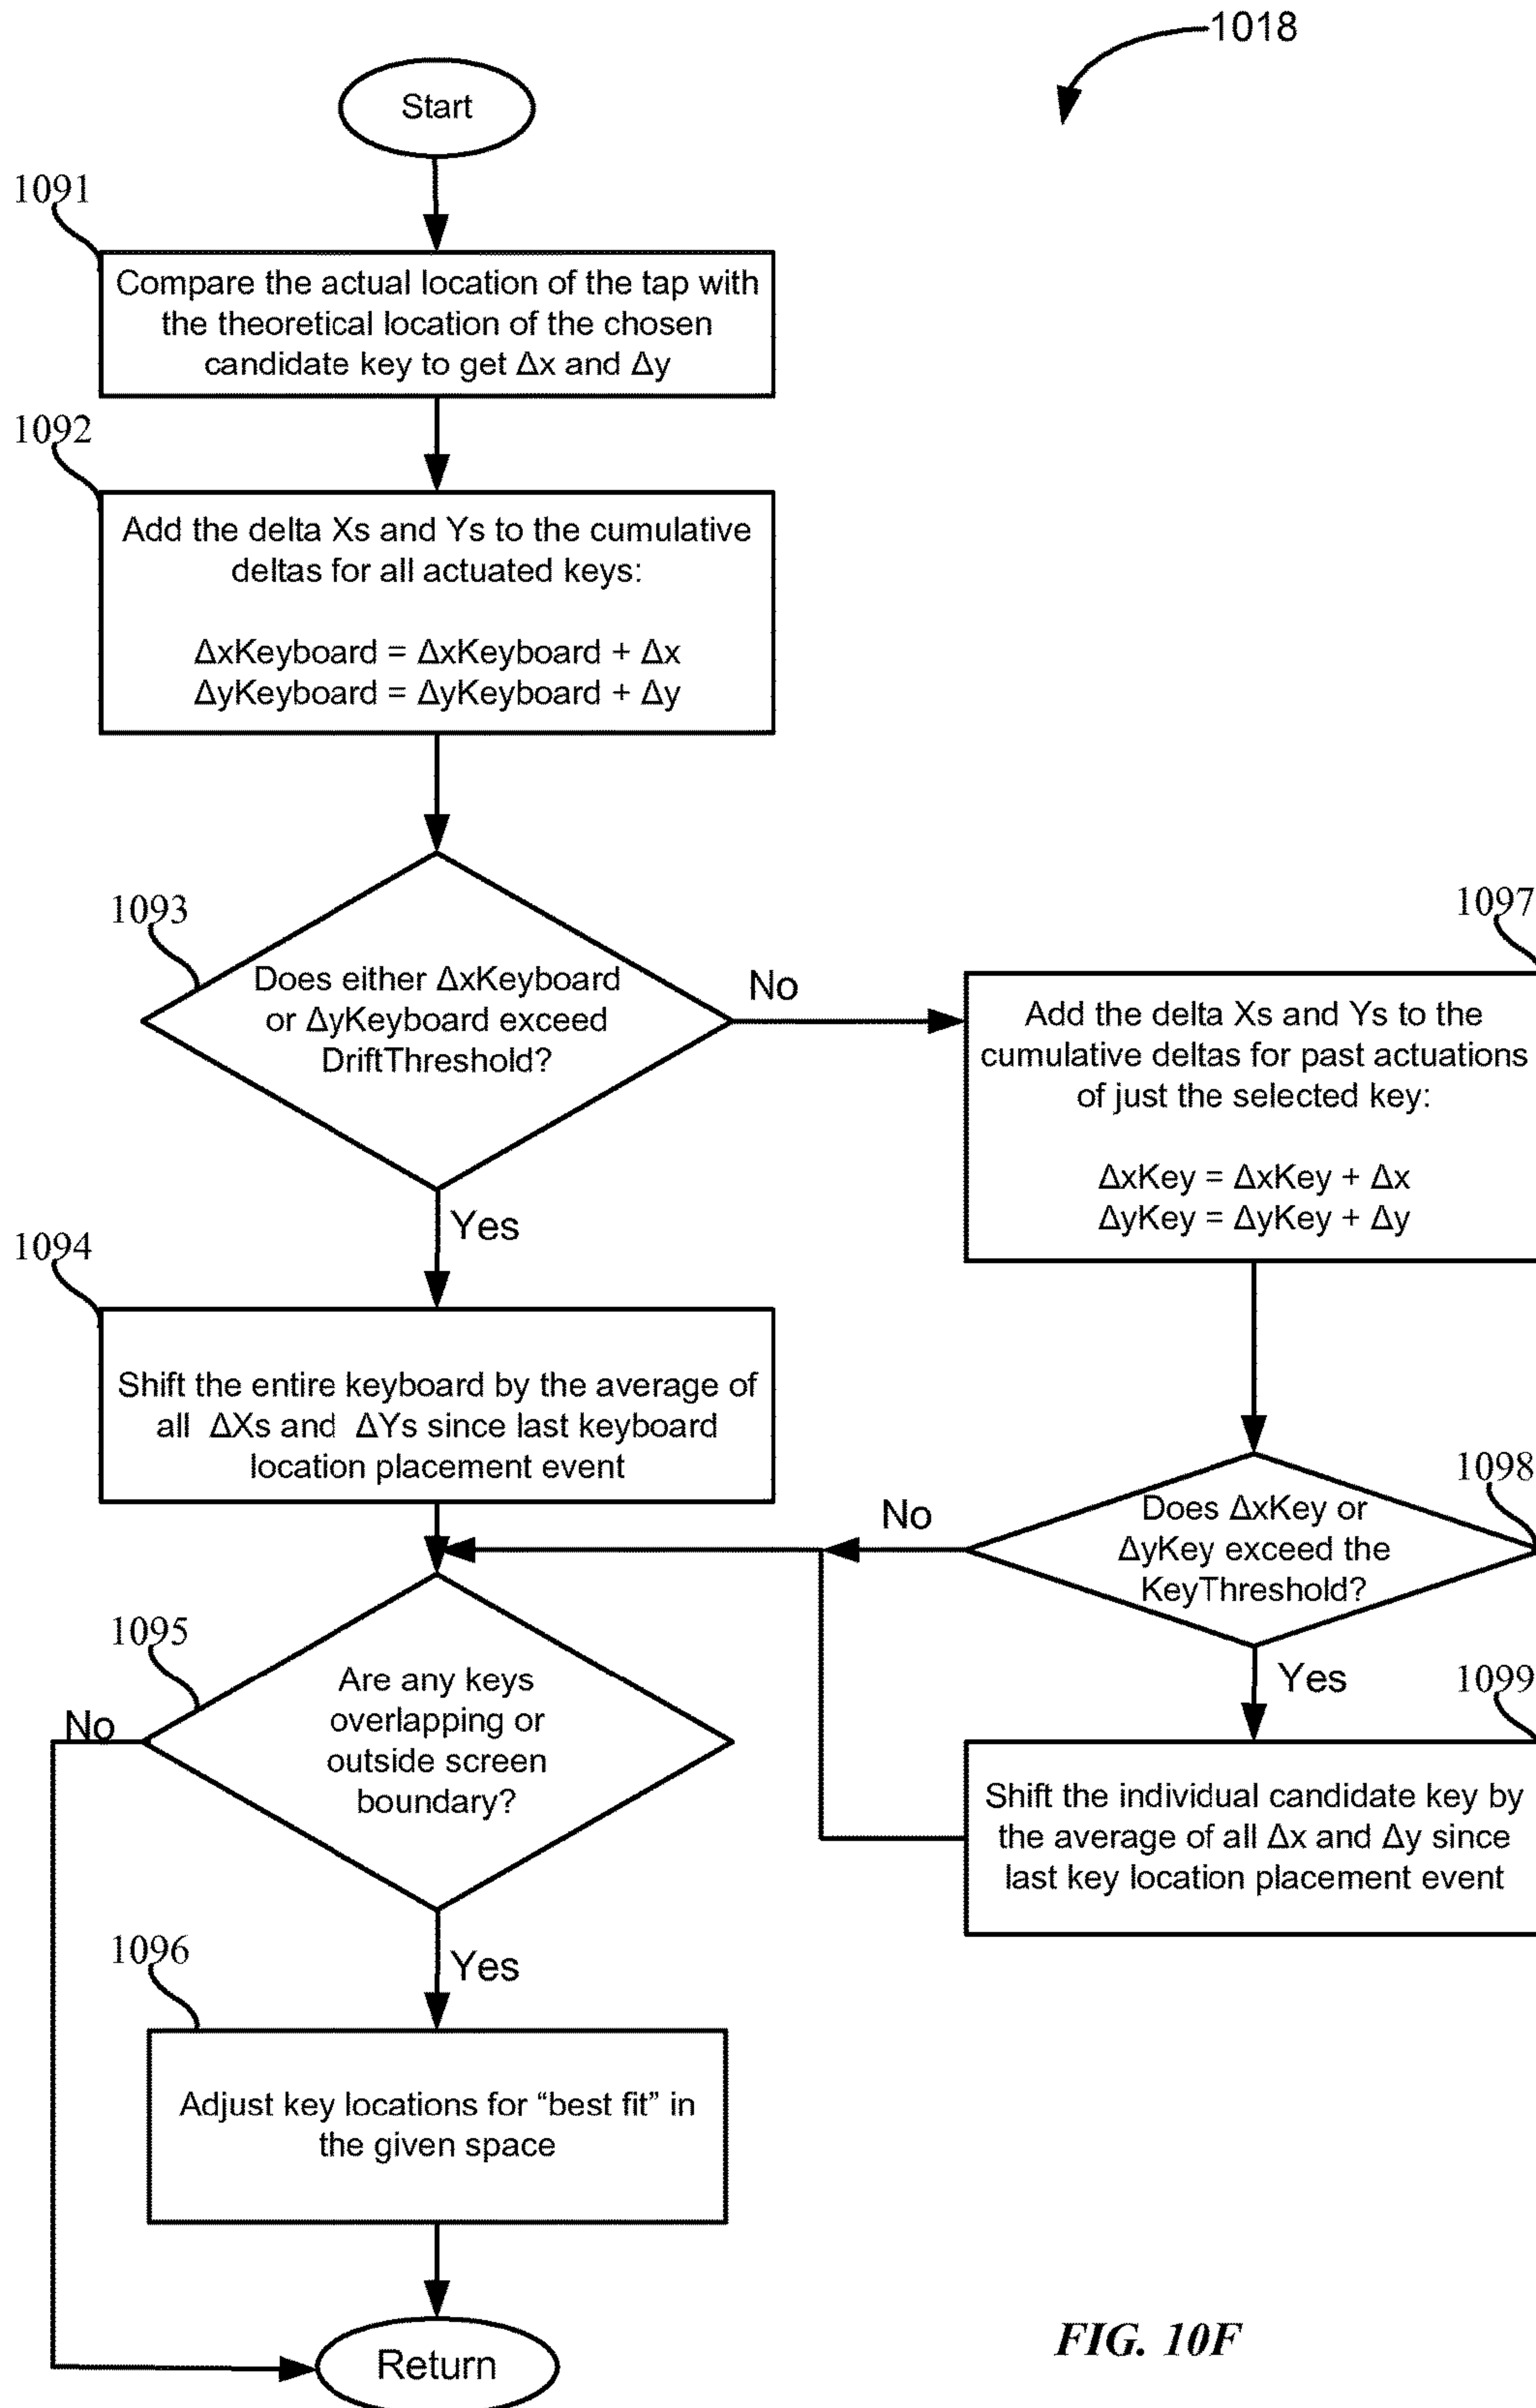 1018
Start
1091
Compare the actual location of the tap with
the theoretical location of the chosen
candidate key to get Δx and Δy
1092
Add the delta Xs and Ys to the cumulative
deltas for all actuated keys:
ΔxKeyboard = ΔxKeyboard + Δx
ΔyKeyboard = ΔyKeyboard + Δy
1093
Does either ΔxKeyboard
or ΔyKeyboard exceed
DriftThreshold?
No
Yes
1097
Add the delta Xs and Ys to the
cumulative deltas for past actuations
of just the selected key:
ΔxKey = ΔxKey + Δx
ΔyKey = ΔyKey + Δy
1094
Shift the entire keyboard by the average of
all ΔXs and ΔYs since last keyboard
location placement event
1098
Does ΔxKey or
ΔyKey exceed the
KeyThreshold?
No
Yes
1099
Shift the individual candidate key by
the average of all Δx and Δy since
last key location placement event
1095
Are any keys
overlapping or
outside screen
boundary?
No
Yes
1096
Adjust key locations for “best fit” in
the given space
Return
FIG. 10F